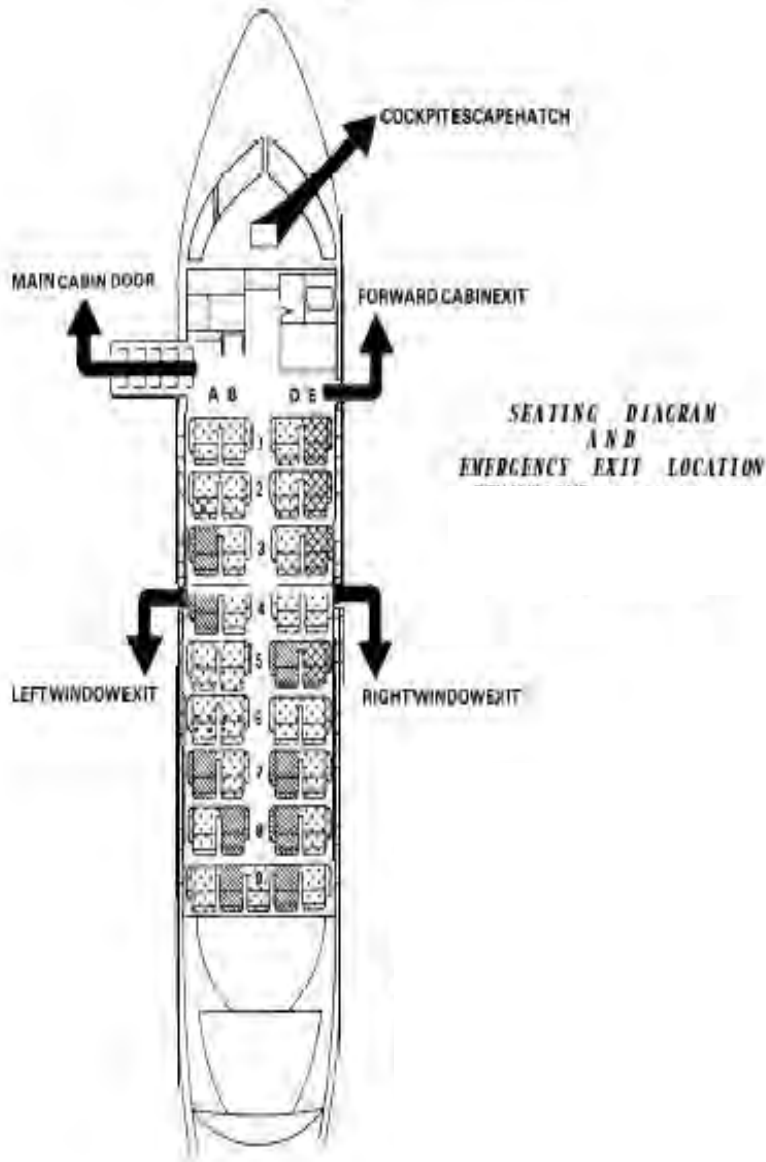 COCKPITESCAPEHATCH
MAIN CABIN DOOR
FORWARD CABINEXIT
A B
D E
SEATING DIAGRAM
AND
EMERGENCY EXIT LOCATION
1
2
3
4
5
LEFTWINDOWEXIT
RIGHTWINDOWEXIT
6
7
8
9